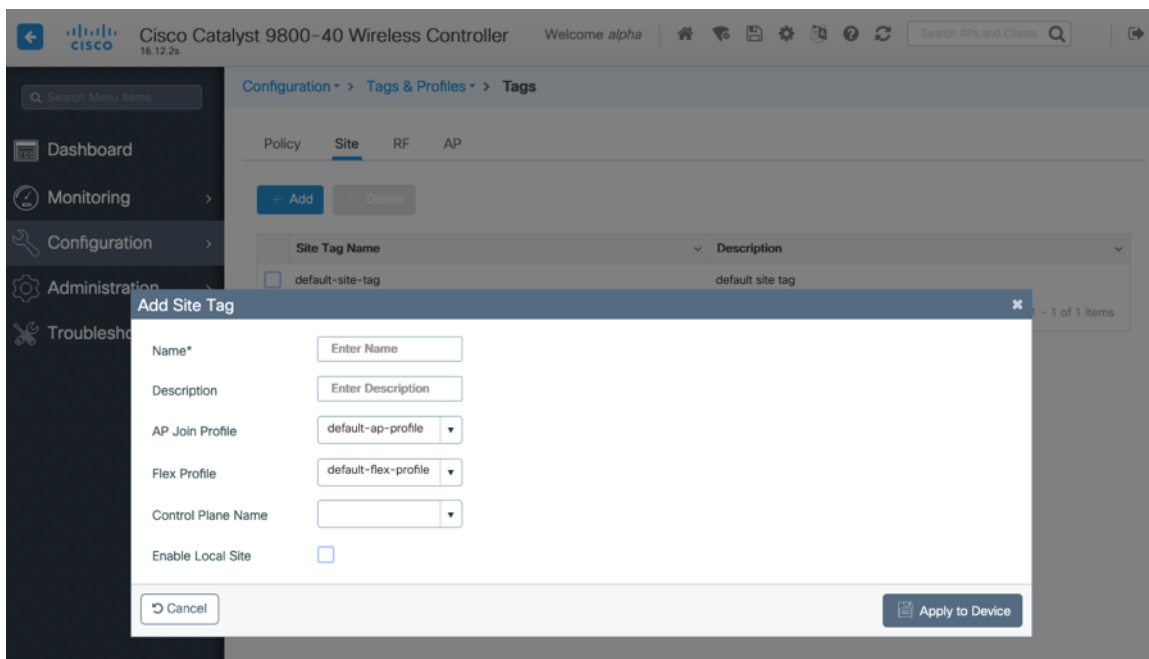 CISCO
Cisco Catalyst 9800-40 Wireless Controller
16.12.2s
Welcome alpha
Search APs and Clients
Search Menu Items
Configuration > Tags & Profiles > Tags
Dashboard
Monitoring
Configuration
Administration
Policy Site RF AP
+ Add
Delete
Site Tag Name Description
default-site-tag default site tag
- 1 of 1 items
Add Site Tag
Name* Enter Name
Description Enter Description
AP Join Profile default-ap-profile
Flex Profile default-flex-profile
Control Plane Name
Enable Local Site
Cancel
Apply to Device